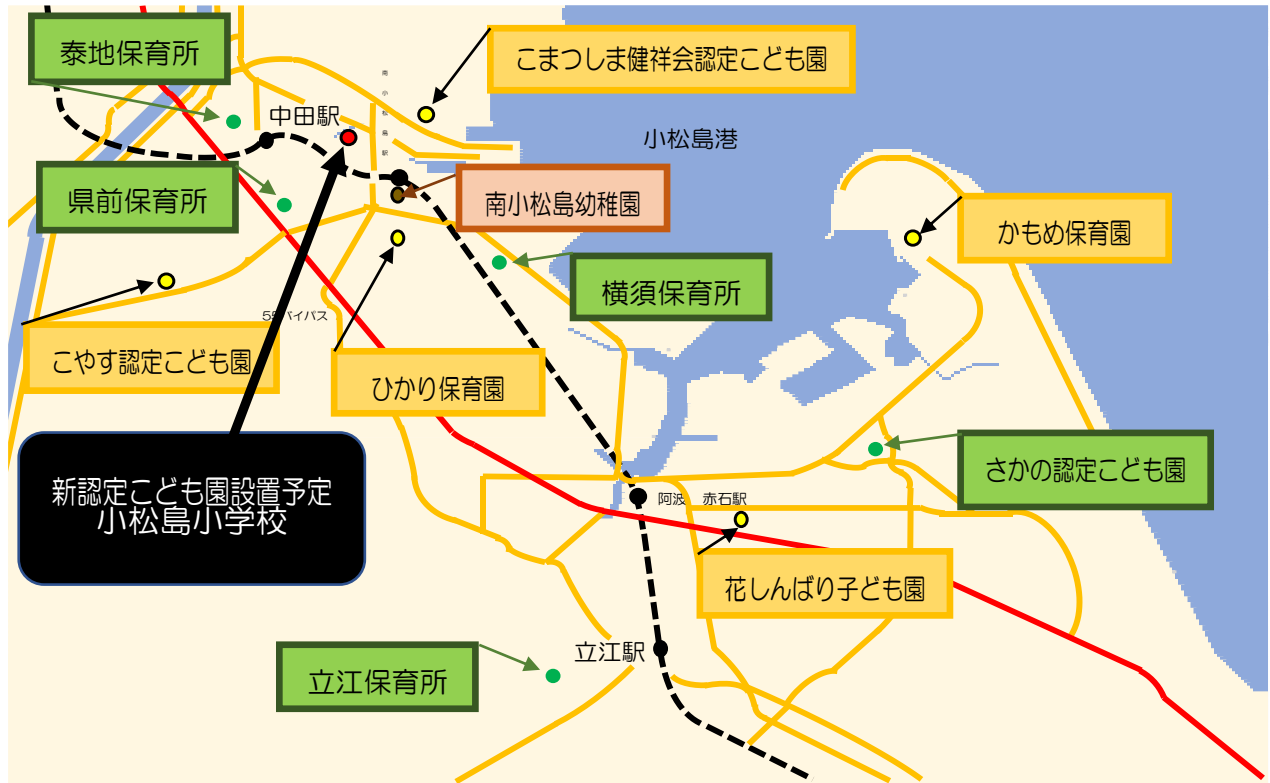 泰地保育所
こまつしま健祥会認定こども園
南小松島駅
中田駅
小松島港
県前保育所
南小松島幼稚園
かもめ保育園
横須保育所
55バイパス
こやす認定こども園
ひかり保育園
さかの認定こども園
新認定こども園設置予定
小松島小学校
阿波 赤石駅
花しんばり子ども園
立江駅
立江保育所